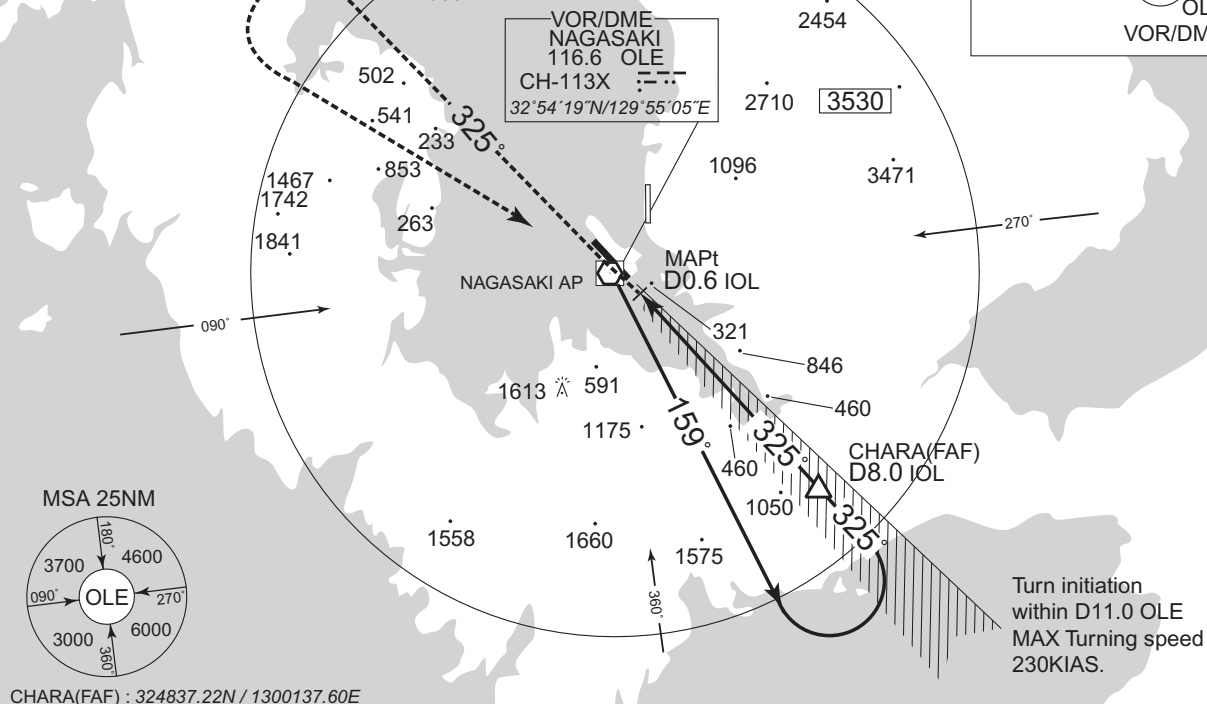 VOR/DME
NAGASAKI
116.6 OLE
CH-113X
32°54´19˝N/129°55´05˝E
2454
OL
VOR/DM
502
541
233
325°
2710
3530
1096
3471
853
1467
1742
263
1841
270°
MAPt
D0.6 IOL
NAGASAKI AP
090°
321
846
1613
591
460
1175
159°
325°
460
CHARA(FAF)
D8.0 IOL
1050
325°
1558
1660
1575
360°
MSA 25NM
180°
3700
4600
090°
OLE
270°
3000
6000
360°
Turn initiation
within D11.0 OLE
MAX Turning speed
230KIAS.
CHARA(FAF) : 324837.22N / 1300137.60E